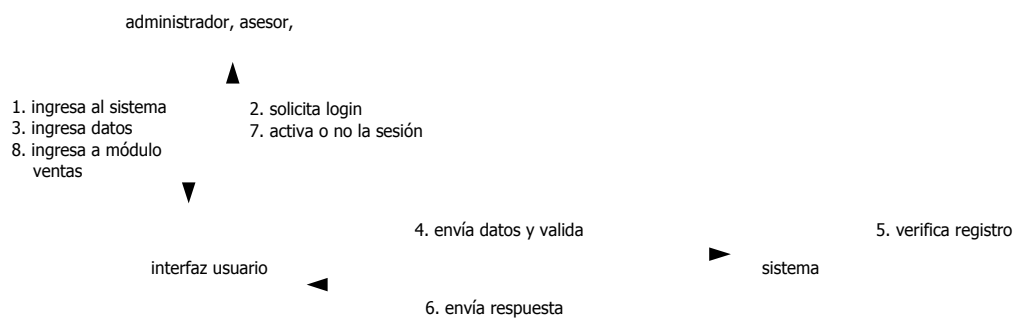 administrador, asesor,
1. ingresa al sistema
3. ingresa datos
8. ingresa a módulo
ventas
2. solicita login
7. activa o no la sesión
4. envía datos y valida
5. verifica registro
interfaz usuario
sistema
6. envía respuesta